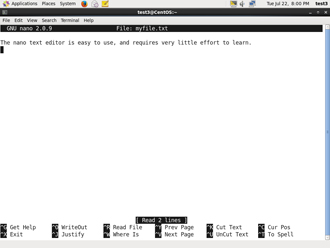 Applications Places System Tue Jul 22, 8:00 PM test3
test3@CentOS:~
File Edit View Search Terminal Help
GNU nano 2.0.9 File: myfile.txt
The nano text editor is easy to use, and requires very little effort to learn.
[ Read 2 lines ]
^G Get Help ^O WriteOut ^R Read File ^Y Prev Page ^K Cut Text ^C Cur Pos
^X Exit ^J Justify ^W Where Is ^V Next Page ^U UnCut Text ^T To Spell